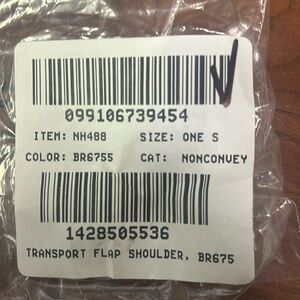 099106739454
ITEM: NH488 SIZE: ONE S
COLOR: BR6755 CAT: NONCONVEY
1428505536
TRANSPORT FLAP SHOULDER, BR675